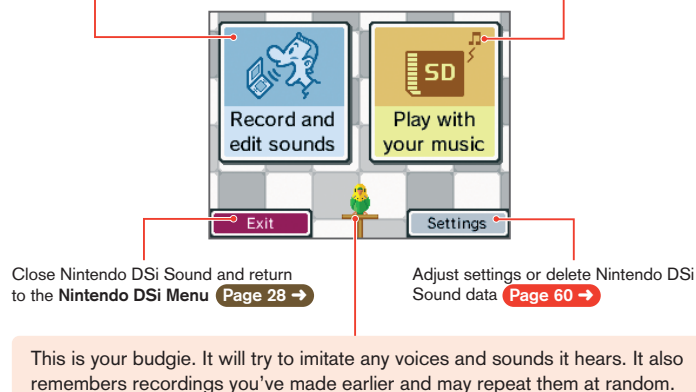 SD
Record and
edit sounds
Play with
your music
Exit
Settings
Close Nintendo DSi Sound and return
to the Nintendo DSi Menu Page 28 →
Adjust settings or delete Nintendo DSi
Sound data Page 60 →
This is your budgie. It will try to imitate any voices and sounds it hears. It also
remembers recordings you've made earlier and may repeat them at random.